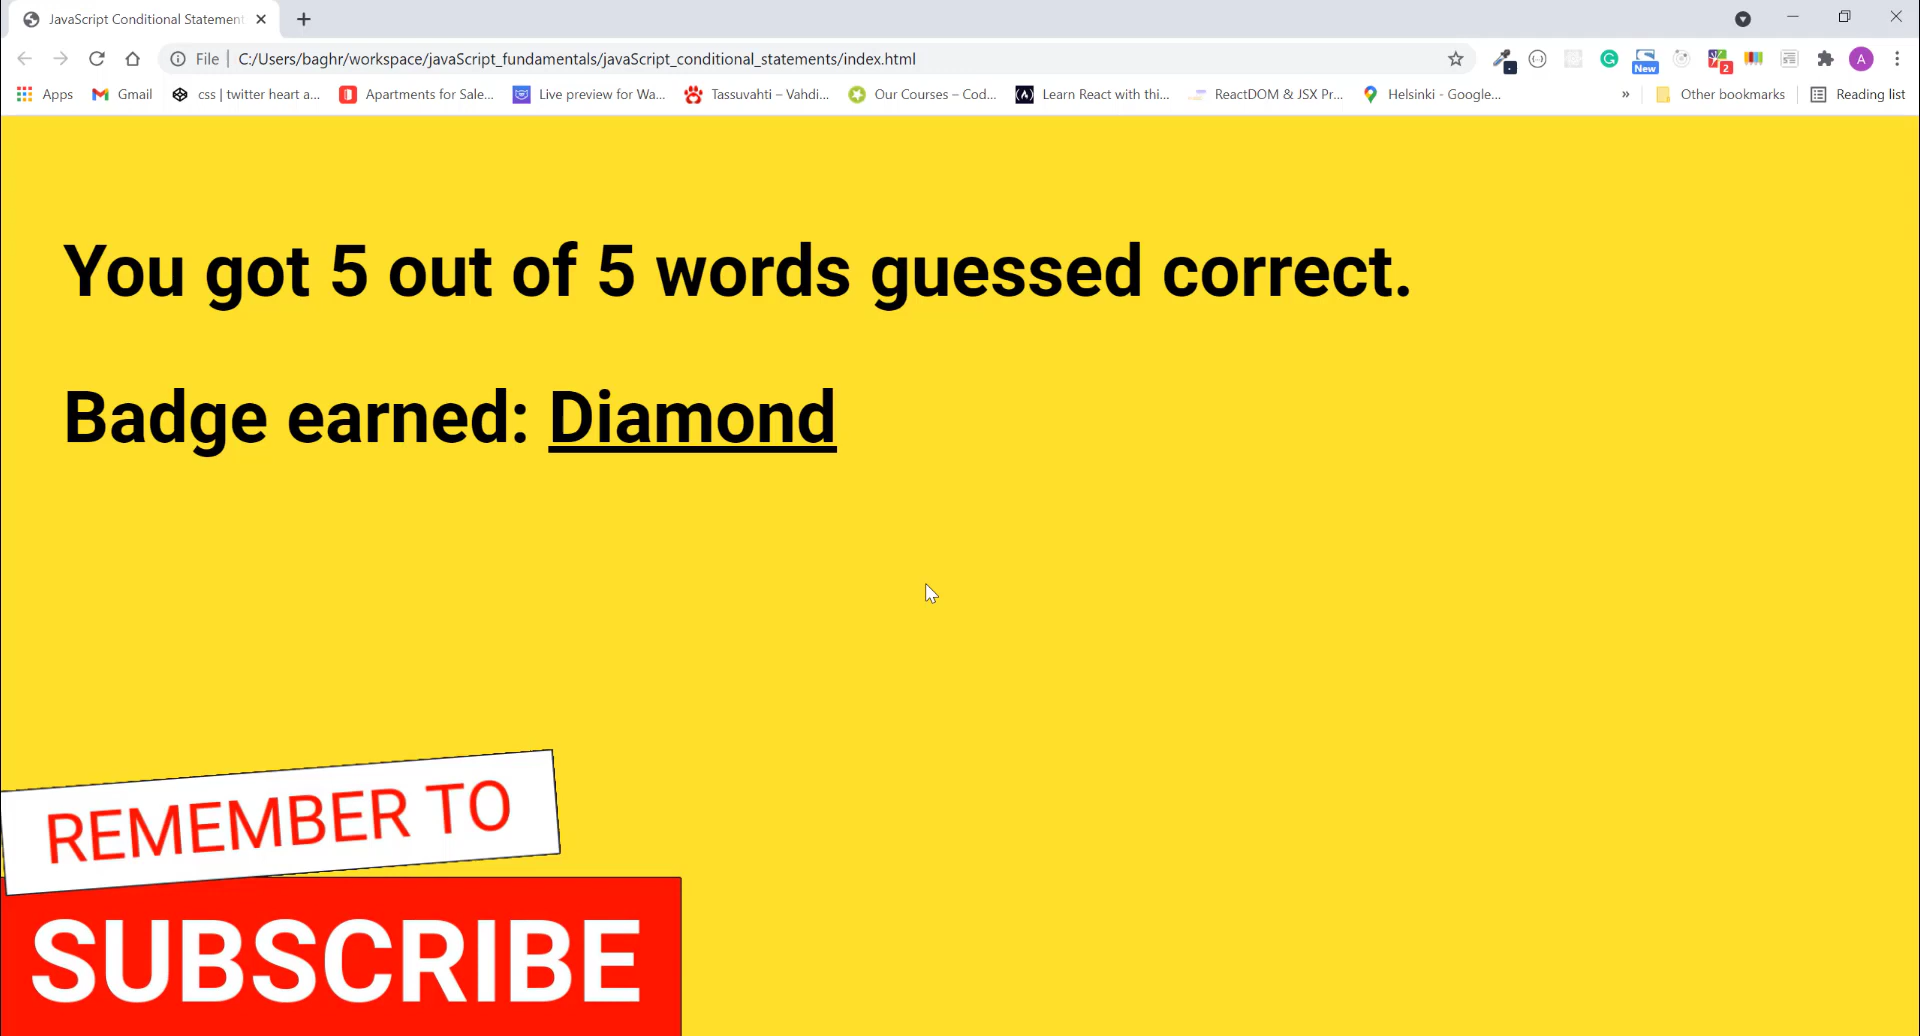 JavaScript Conditional Statement
File C:/Users/baghr/workspace/javaScript_fundamentals/javaScript_conditional_statements/index.html
New
2
A
Apps Gmail css | twitter heart a... Apartments for Sale... Live preview for Wa... Tassuvahti – Vahdi... Our Courses – Cod... Learn React with thi... ReactDOM & JSX Pr... Helsinki - Google... » Other bookmarks Reading list
You got 5 out of 5 words guessed correct.
Badge earned: Diamond
REMEMBER TO
SUBSCRIBE